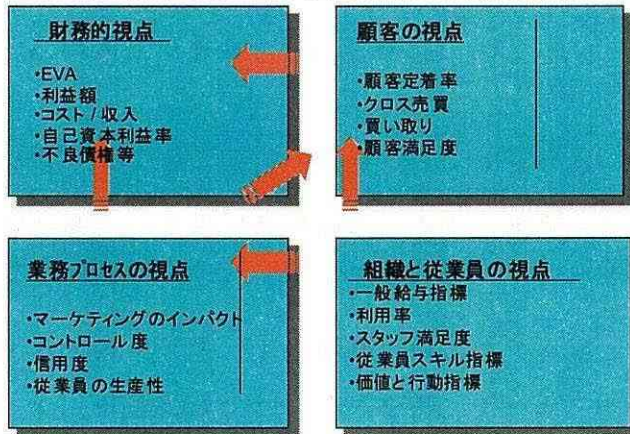 財務的視点
・EVA
・利益額
・コスト / 収入
・自己資本利益率
・不良債権等
顧客の視点
・顧客定着率
・クロス売買
・買い取り
・顧客満足度
業務プロセスの視点
・マーケティングのインパクト
・コントロール度
・信用度
・従業員の生産性
組織と従業員の視点
・一般給与指標
・利用率
・スタッフ満足度
・従業員スキル指標
・価値と行動指標